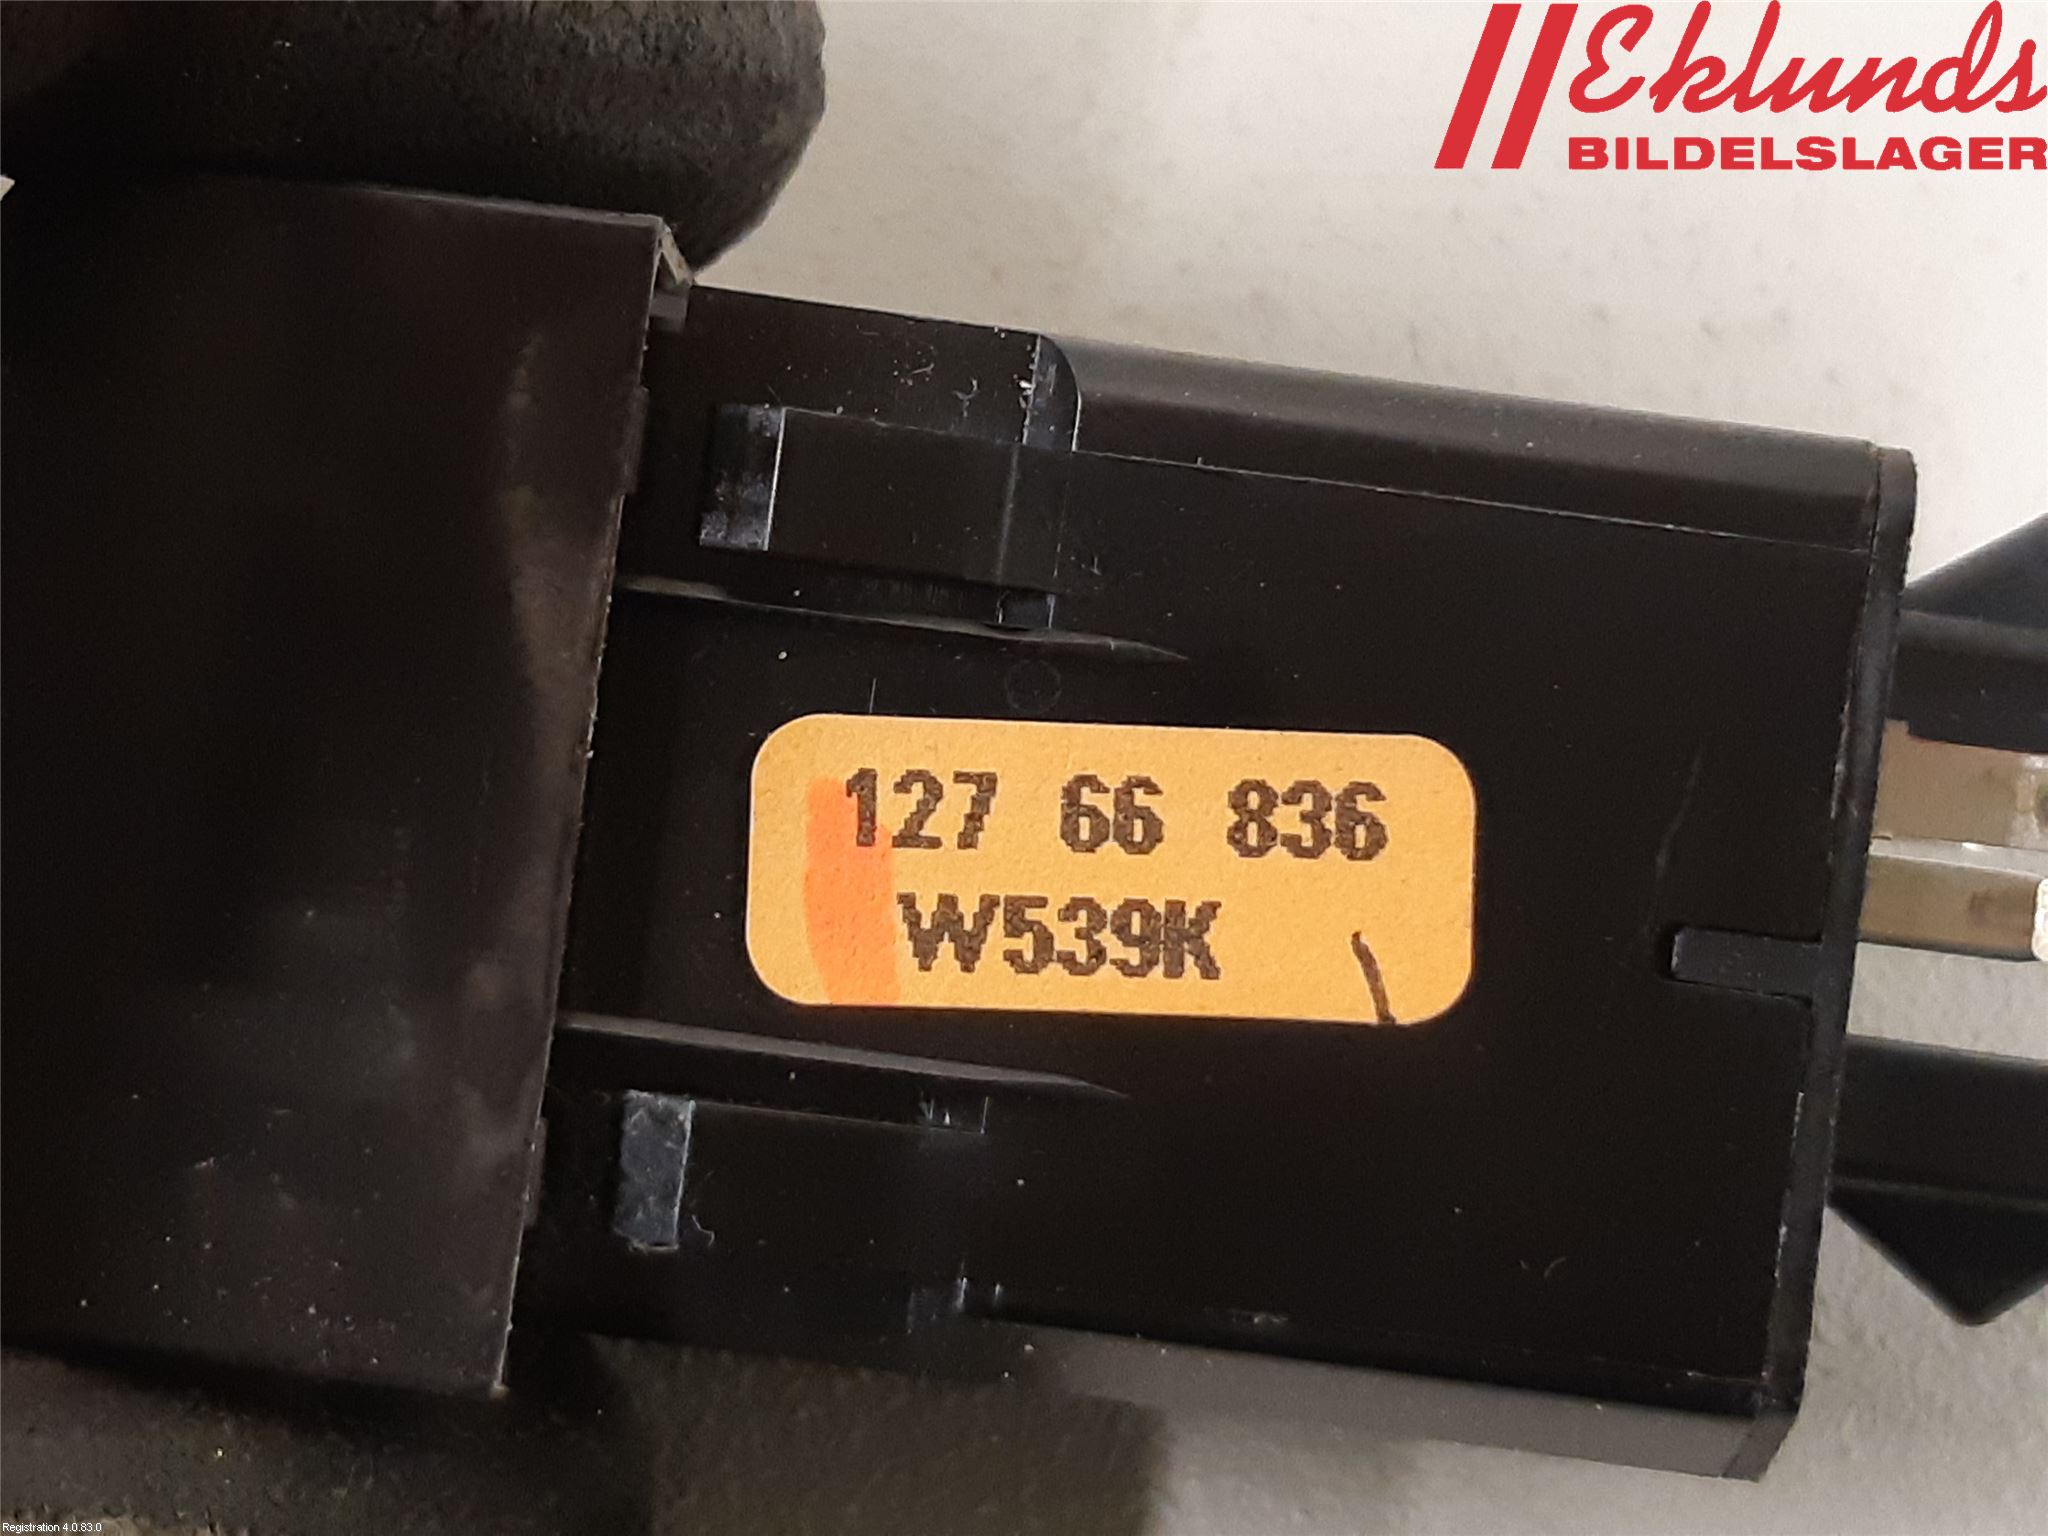 Eklunds
BILDELSLAGER
127 66 836
W539K
Registration 4.0.83.0